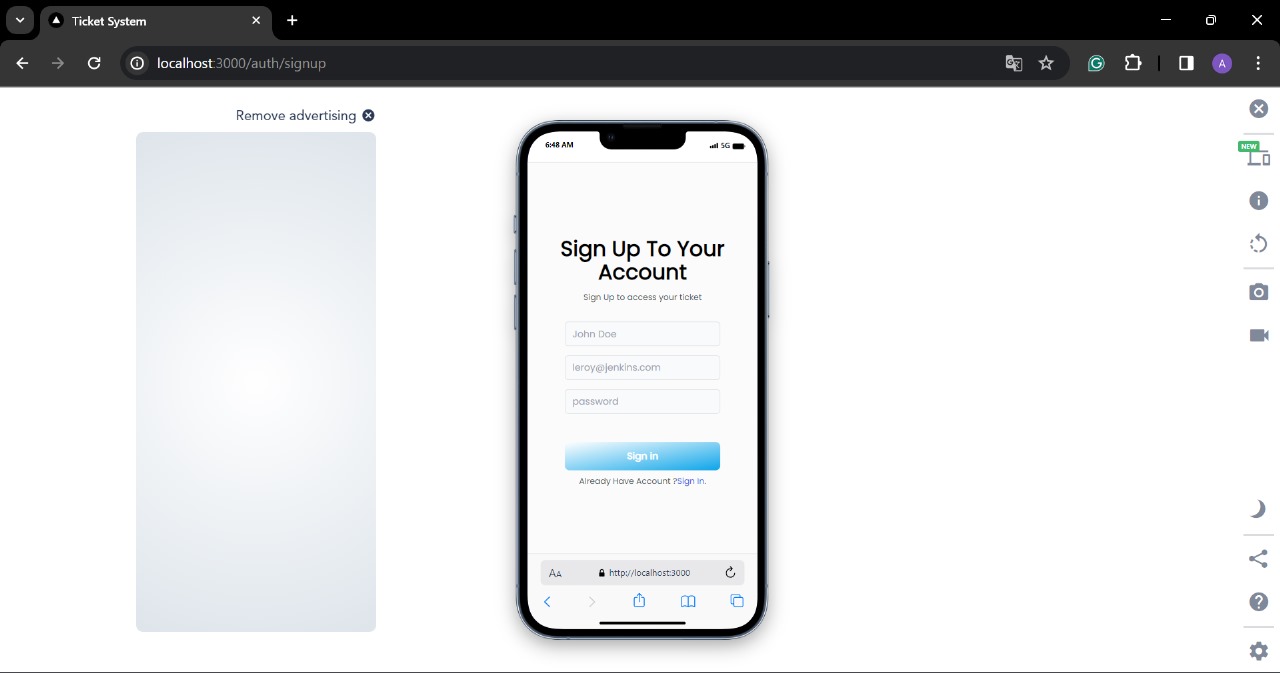 Ticket System
localhost:3000/auth/signup
A
Remove advertising
NEW
6:48 AM
5G
Sign Up To Your
Account
Sign Up to access your ticket
John Doe
leroy@jenkins.com
password
Sign in
Already Have Account ?Sign In.
AA
http://localhost:3000